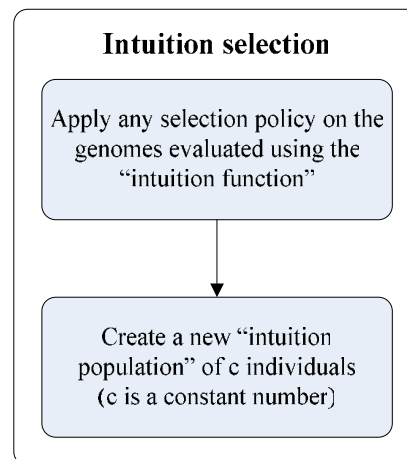 Intuition selection
Apply any selection policy on the
genomes evaluated using the
“intuition function”
Create a new “intuition
population” of c individuals
(c is a constant number)